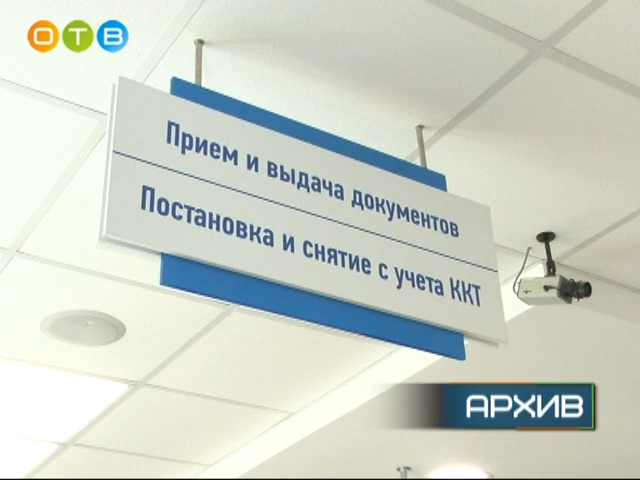 ОТВ
Прием и выдача документов
Постановка и снятие с учета ККТ
АРХИВ